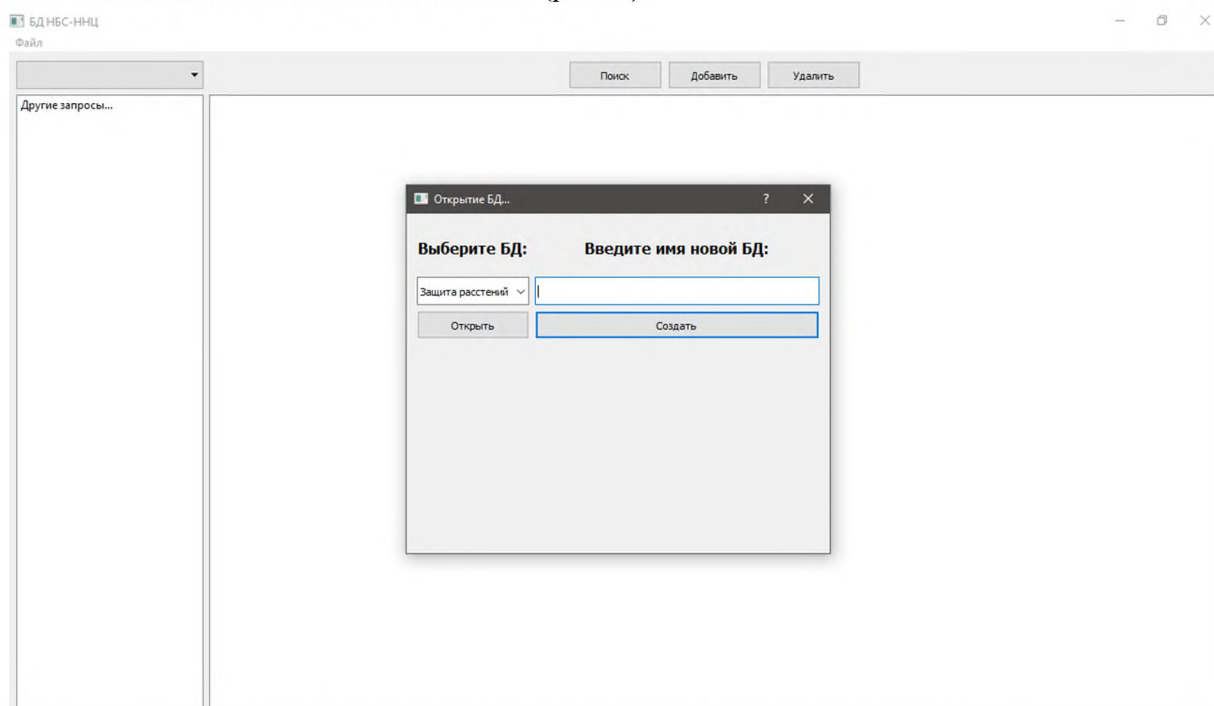 БД НБС-ННЦ
Файл
Поиск Добавить Удалить
Другие запросы...
Открытие БД...
Выберите БД: Введите имя новой БД:
Защита расстений
Открыть Создать